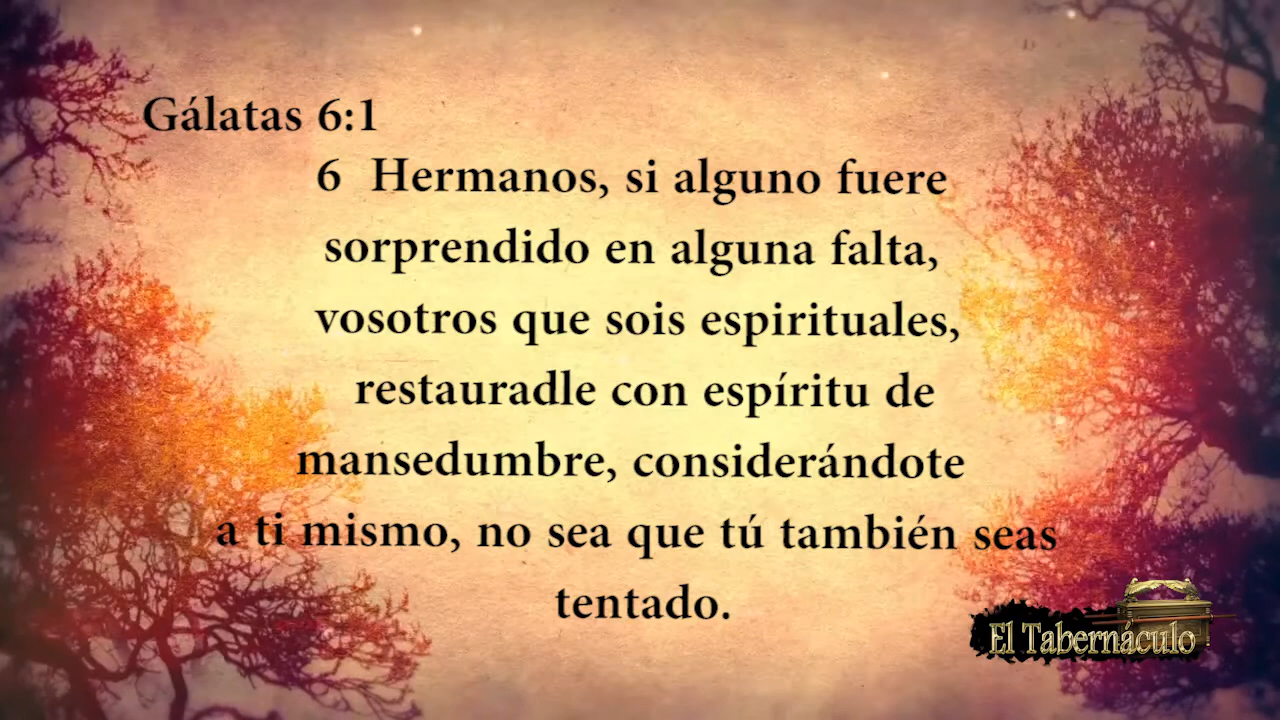 Gálatas 6:1
6 Hermanos, si alguno fuere
sorprendido en alguna falta,
vosotros que sois espirituales,
restauradle con espíritu de
mansedumbre, considerándote
a ti mismo, no sea que tú también seas
tentado.
El Tabernáculo